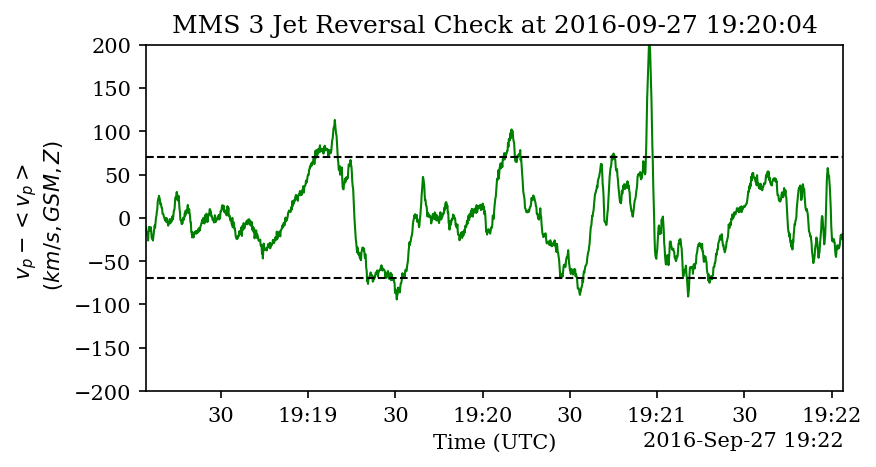 MMS 3 Jet Reversal Check at 2016-09-27 19:20:04
200
150
100
50
0
−50
−100
−150
−200
v_p − < v_p >
(km/s, GSM, Z)
30 19:19 30 19:20 30 19:21 30 19:22
Time (UTC)
2016-Sep-27 19:22